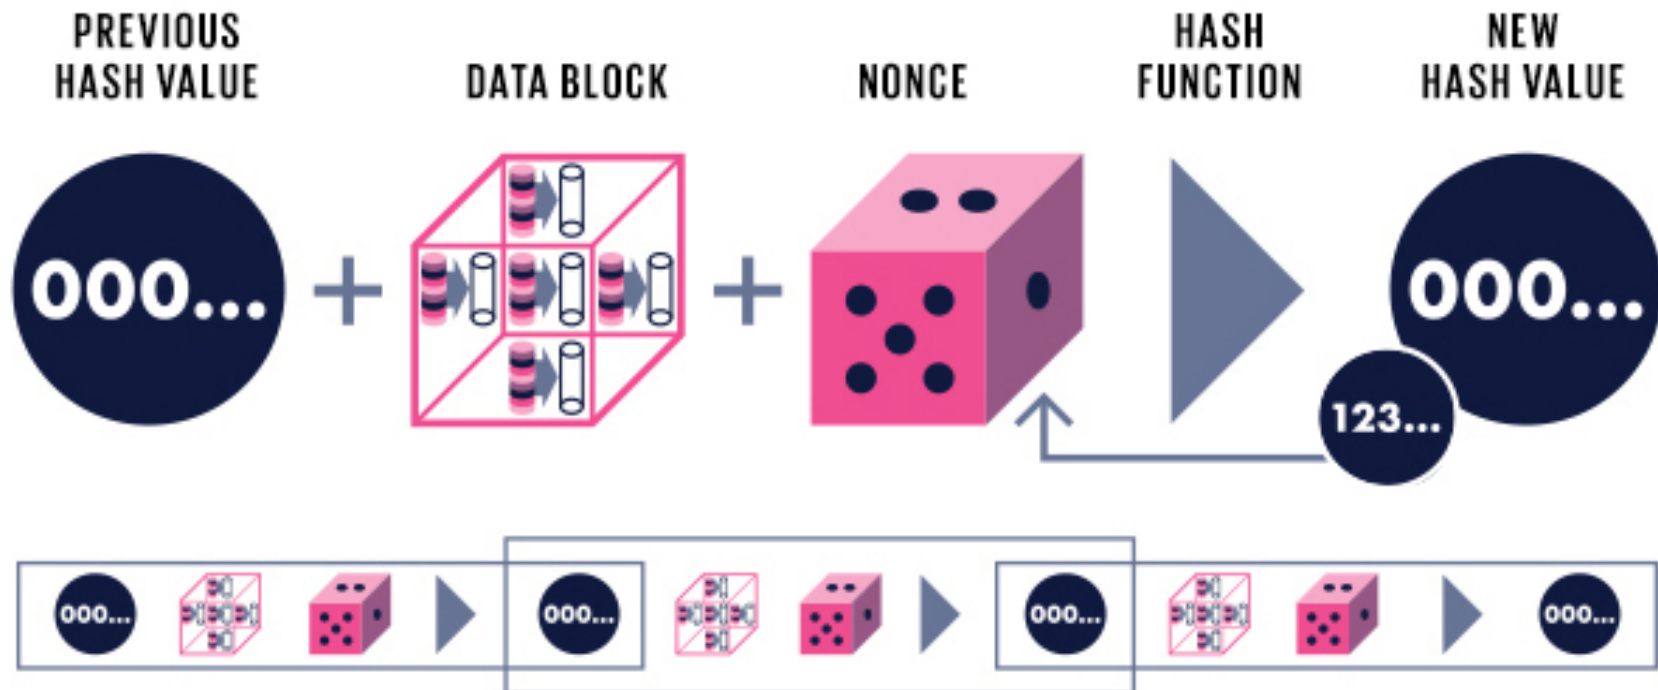 PREVIOUS
HASH VALUE
DATA BLOCK
NONCE
HASH
FUNCTION
NEW
HASH VALUE
000...
000...
123...
000...
000...
000...
000...